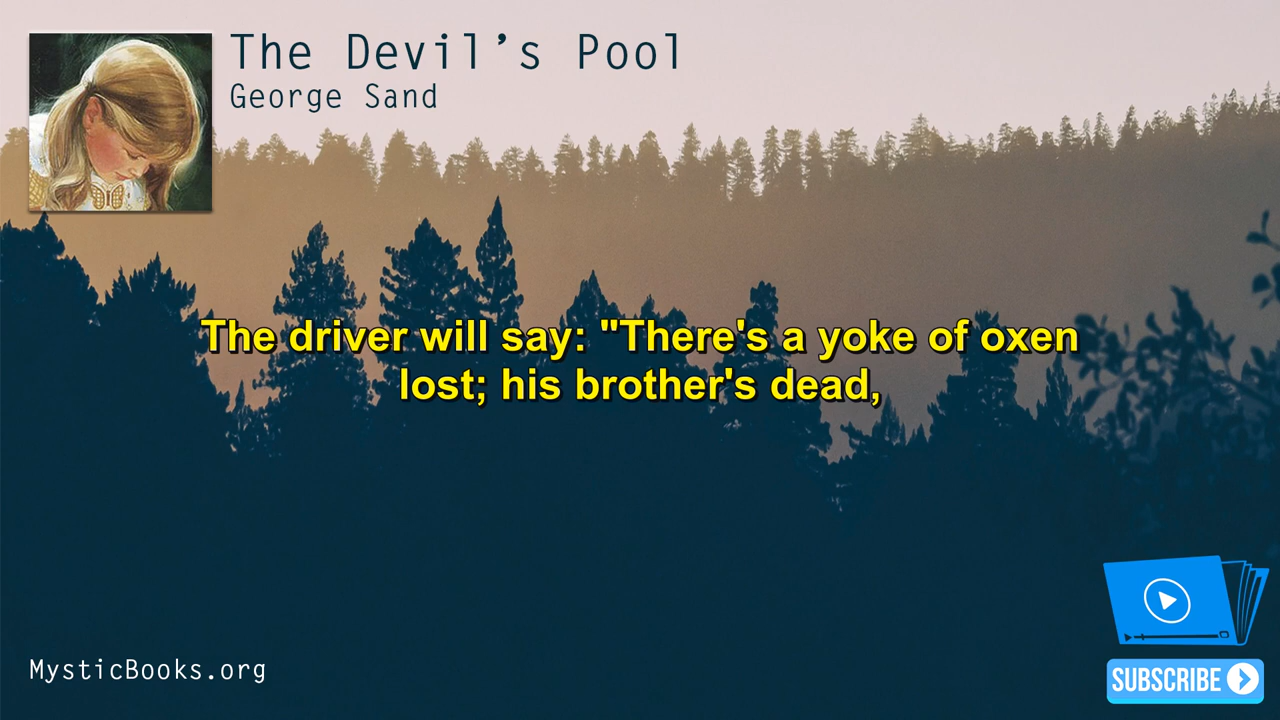 The Devil's Pool
George Sand
The driver will say: "There's a yoke of oxen
lost; his brother's dead,
MysticBooks.org
SUBSCRIBE